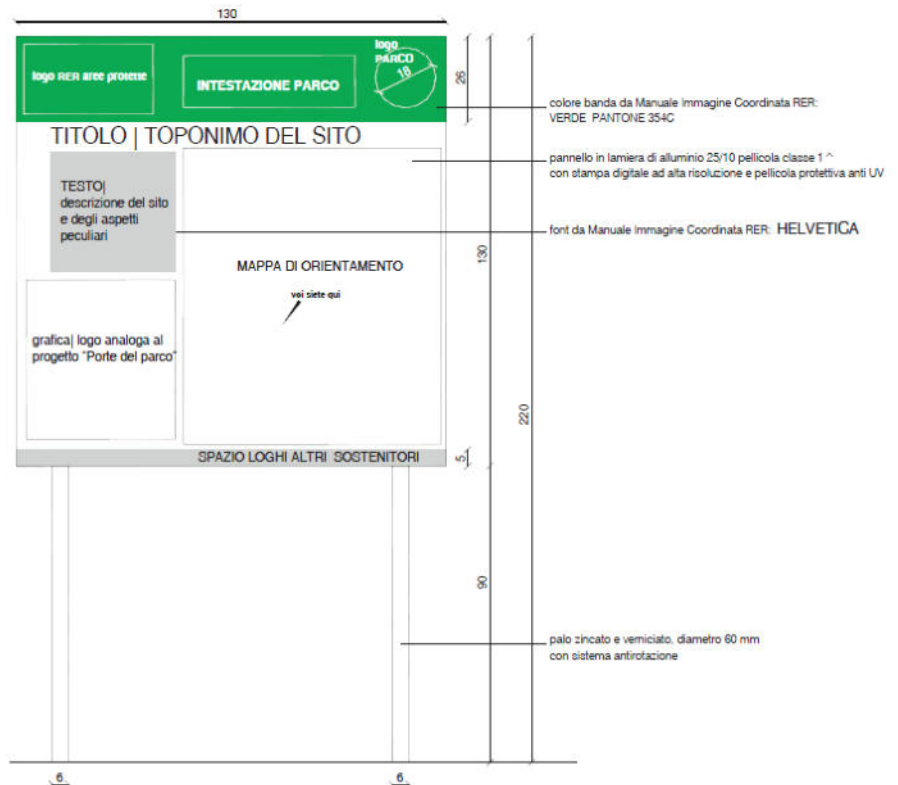 130
logo RER aree protette
INTESTAZIONE PARCO
logo
PARCO
18
26
colore banda da Manuale Immagine Coordinata RER:
VERDE PANTONE 354C
TITOLO | TOPONIMO DEL SITO
pannello in lamiera di alluminio 25/10 pellicola classe 1 ^
con stampa digitale ad alta risoluzione e pellicola protettiva anti UV
TESTO|
descrizione del sito
e degli aspetti
peculiari
font da Manuale Immagine Coordinata RER: HELVETICA
130
MAPPA DI ORIENTAMENTO
voi siete qui
grafica| logo analoga al
progetto "Porte del parco"
220
SPAZIO LOGHI ALTRI SOSTENITORI
5
90
palo zincato e verniciato, diametro 60 mm
con sistema antirotazione
6
6